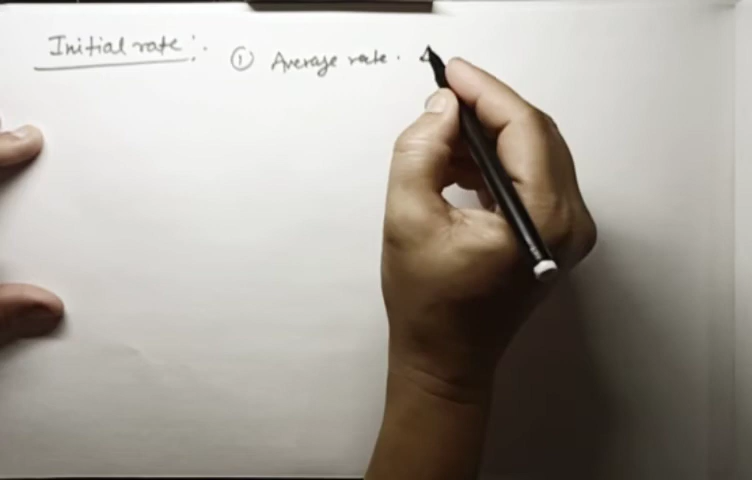 Initial rate :. ① Average rate.